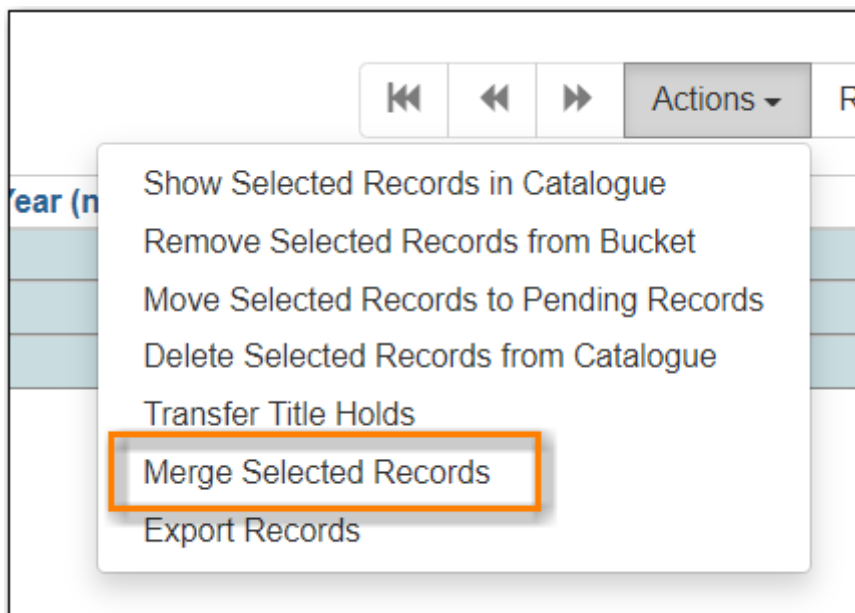 Actions
R
Year (n
Show Selected Records in Catalogue
Remove Selected Records from Bucket
Move Selected Records to Pending Records
Delete Selected Records from Catalogue
Transfer Title Holds
Merge Selected Records
Export Records